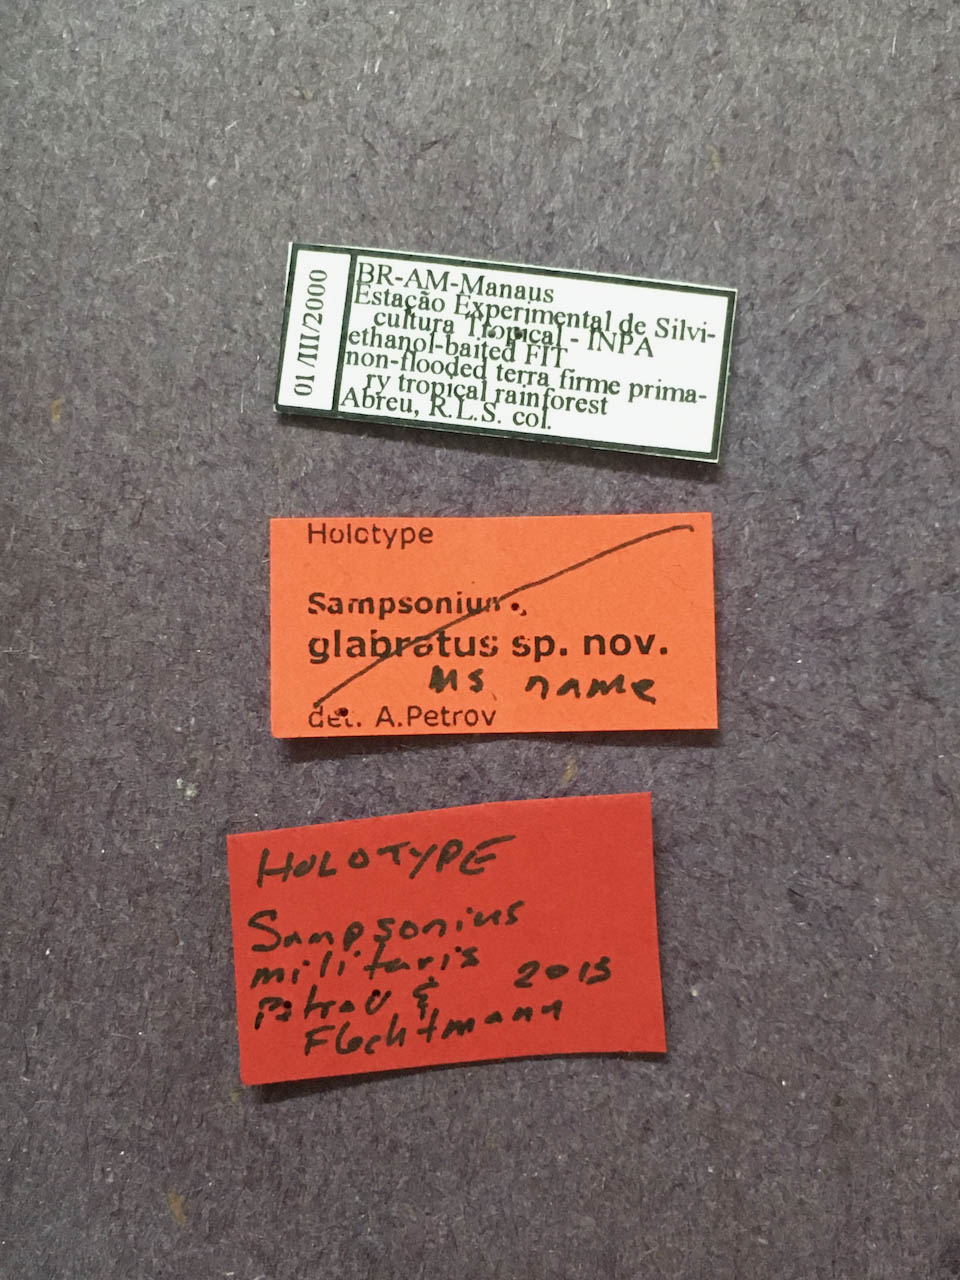 01/III/2000
BR-AM-Manaus
Estação Experimental de Silvi-
cultura Tropical - INPA
ethanol-baited FIT
non-flooded terra firme prima-
ry tropical rainforest
Abreu, R.L.S. col.
Holotype
Sampsonius
glabratus sp. nov.
MS name
det. A.Petrov
HOLOTYPE
Sampsonius
militaris
Petrov & 2013
Flechtmann